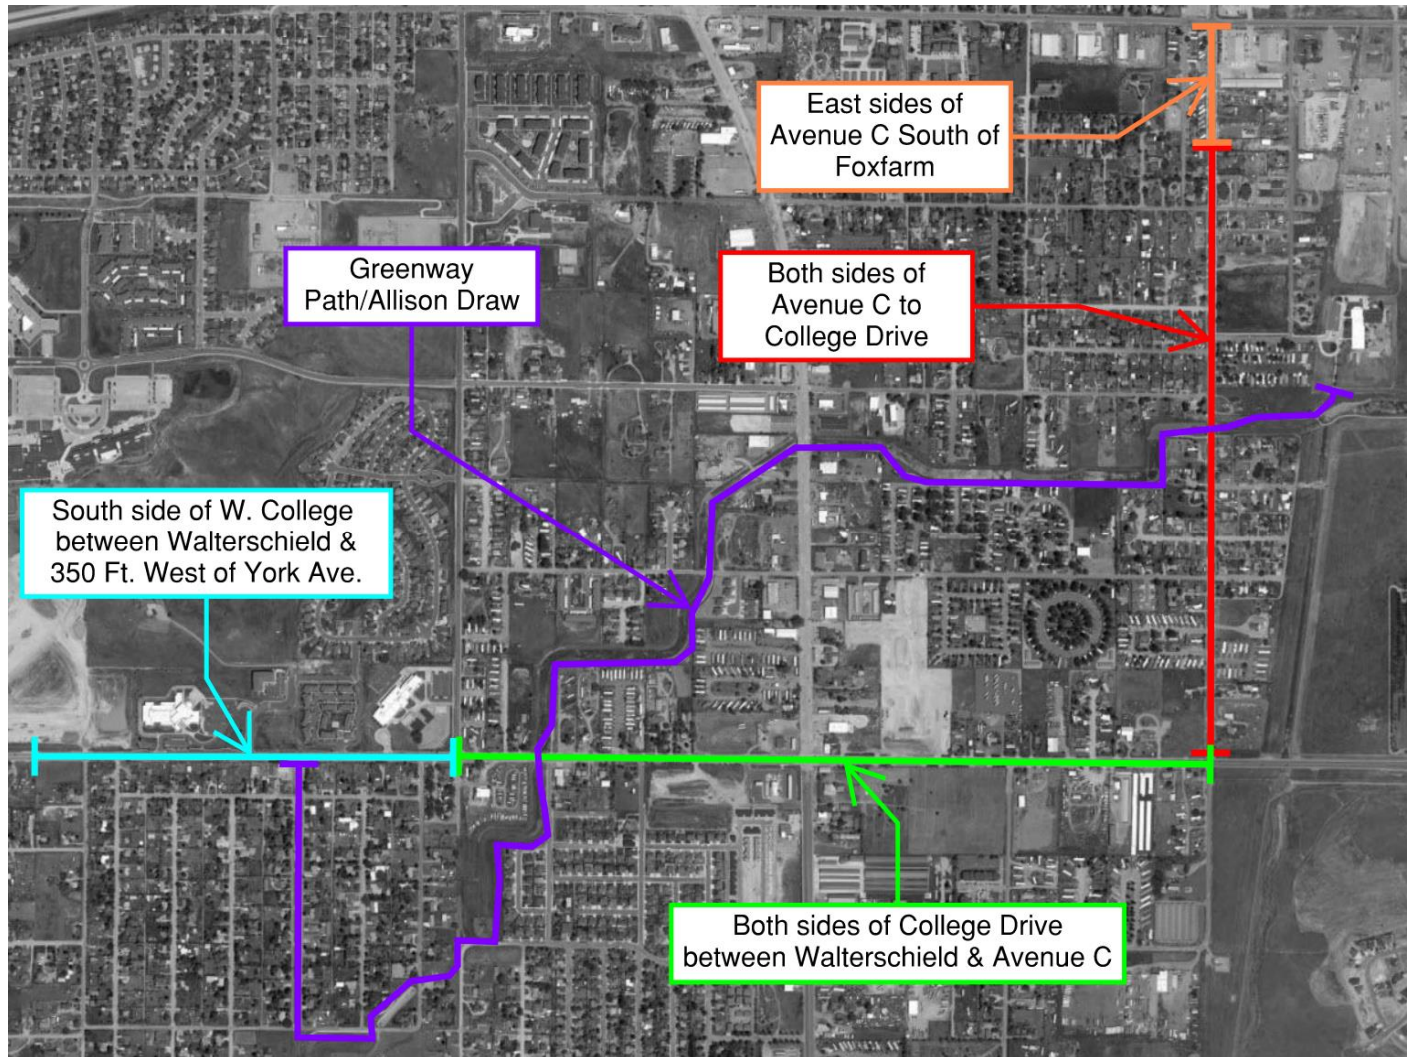 East sides of
Avenue C South of
Foxfarm
Greenway
Path/Allison Draw
Both sides of
Avenue C to
College Drive
South side of W. College
between Walterschield &
350 Ft. West of York Ave.
Both sides of College Drive
between Walterschield & Avenue C